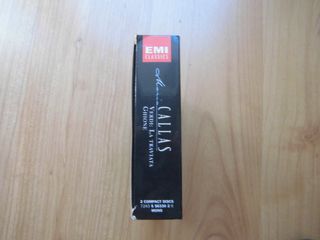 EMI
CLASSICS
Maria
CALLAS
VERDI: LA TRAVIATA
GHIONE
2 COMPACT DISCS
MONO